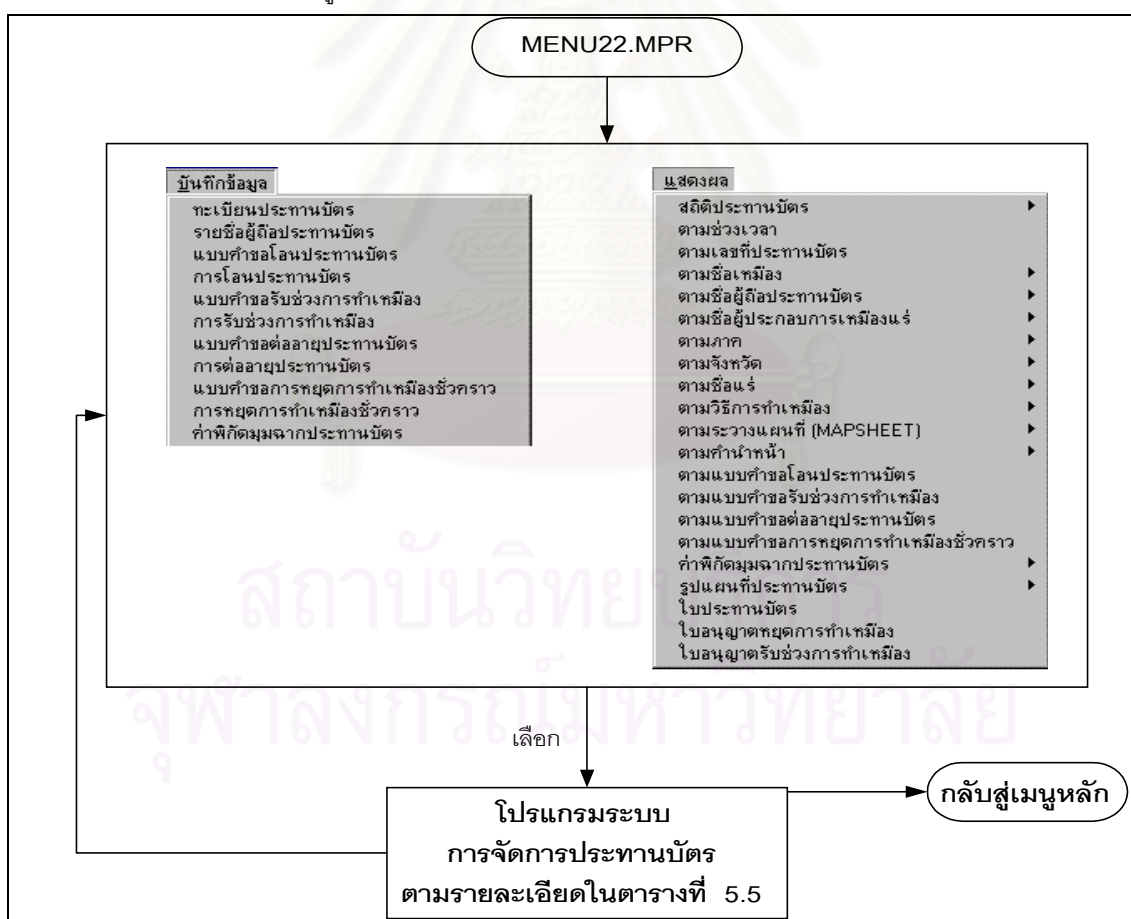 MENU22.MPR
บันทึกข้อมูล
ทะเบียนประทานบัตร
รายชื่อผู้ถือประทานบัตร
แบบคำขอโอนประทานบัตร
การโอนประทานบัตร
แบบคำขอรับช่วงการทำเหมือง
การรับช่วงการทำเหมือง
แบบคำขอต่ออายุประทานบัตร
การต่ออายุประทานบัตร
แบบคำขอการหยุดการทำเหมืองชั่วคราว
การหยุดการทำเหมืองชั่วคราว
ค่าพิกัดมุมฉากประทานบัตร
แสดงผล
สถิติประทานบัตร
ตามช่วงเวลา
ตามเลขที่ประทานบัตร
ตามชื่อเหมือง
ตามชื่อผู้ถือประทานบัตร
ตามชื่อผู้ประกอบการเหมืองแร่
ตามภาค
ตามจังหวัด
ตามชื่อแร่
ตามวิธีการทำเหมือง
ตามระวางแผนที่ (MAPSHEET)
ตามคำนำหน้า
ตามแบบคำขอโอนประทานบัตร
ตามแบบคำขอรับช่วงการทำเหมือง
ตามแบบคำขอต่ออายุประทานบัตร
ตามแบบคำขอการหยุดการทำเหมืองชั่วคราว
ค่าพิกัดมุมฉากประทานบัตร
รูปแผนที่ประทานบัตร
ใบประทานบัตร
ใบอนุญาตหยุดการทำเหมือง
ใบอนุญาตรับช่วงการทำเหมือง
สถาบันวิทยบริการ
จุฬาลงกรณ์มหาวิทยาลัย
เลือก
โปรแกรมระบบ
การจัดการประทานบัตร
ตามรายละเอียดในตารางที่ 5.5
กลับสู่เมนูหลัก